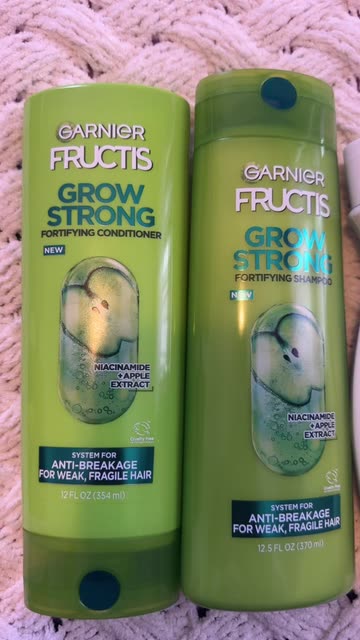 GARNIER
FRUCTIS
GROW
STRONG
FORTIFYING CONDITIONER
NEW
NIACINAMIDE
+ APPLE
EXTRACT
Cruelty Free
SYSTEM FOR
ANTI-BREAKAGE
FOR WEAK, FRAGILE HAIR
12 FL OZ (354 ml)
GARNIER
FRUCTIS
GROW
STRONG
FORTIFYING SHAMPOO
NEW
NIACINAMIDE
+ APPLE
EXTRACT
SYSTEM FOR
ANTI-BREAKAGE
FOR WEAK, FRAGILE HAIR
12.5 FL OZ (370 ml)